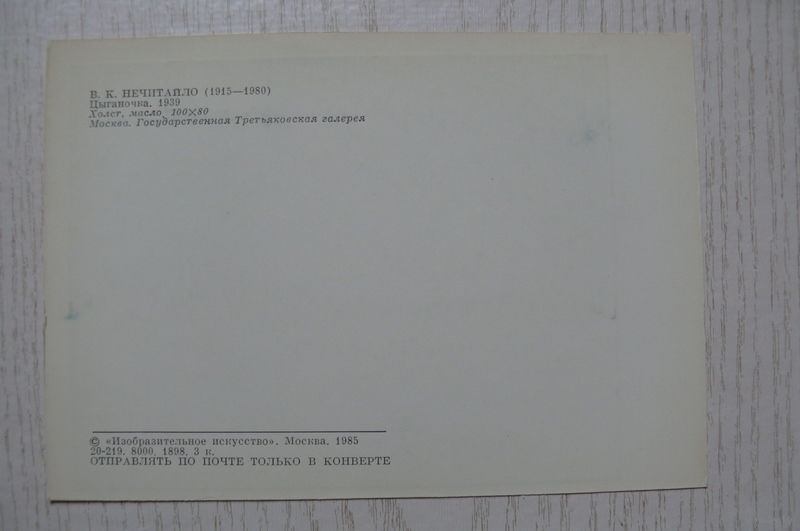 В. К. НЕЧИТАЙЛО (1915—1980)
Цыганочка. 1939
Холст, масло, 100×80
Москва. Государственная Третьяковская галерея
© «Изобразительное искусство». Москва. 1985
20-219. 8000. 1898. 3 к.
ОТПРАВЛЯТЬ ПО ПОЧТЕ ТОЛЬКО В КОНВЕРТЕ